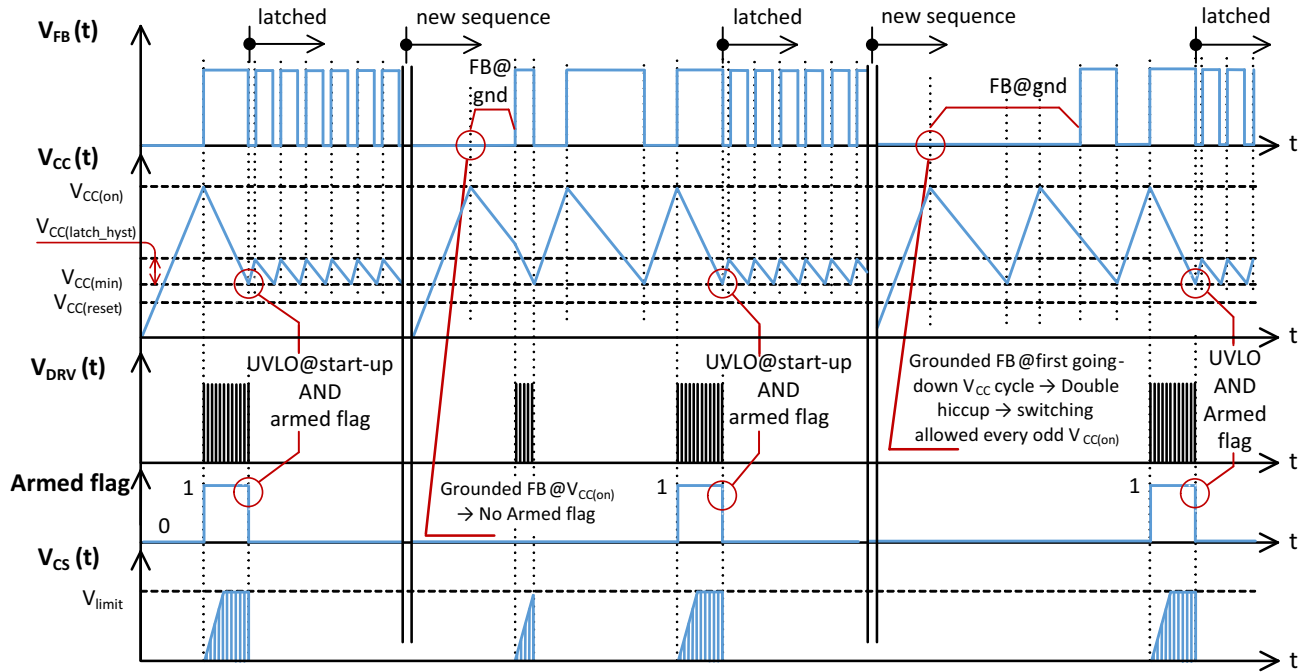 latched
new sequence
latched
new sequence
latched
V_FB (t)
FB@
gnd
FB@gnd
t
V_CC (t)
V_CC(on)
V_CC(latch_hyst)
V_CC(min)
V_CC(reset)
t
V_DRV (t)
UVLO@start-up
AND
armed flag
UVLO@start-up
AND
armed flag
Grounded FB @first going-
down V_CC cycle → Double
hiccup → switching
allowed every odd V_CC(on)
UVLO
AND
Armed
flag
t
Armed flag
1
0
Grounded FB @V_CC(on)
→ No Armed flag
1
1
t
V_CS (t)
V_limit
t